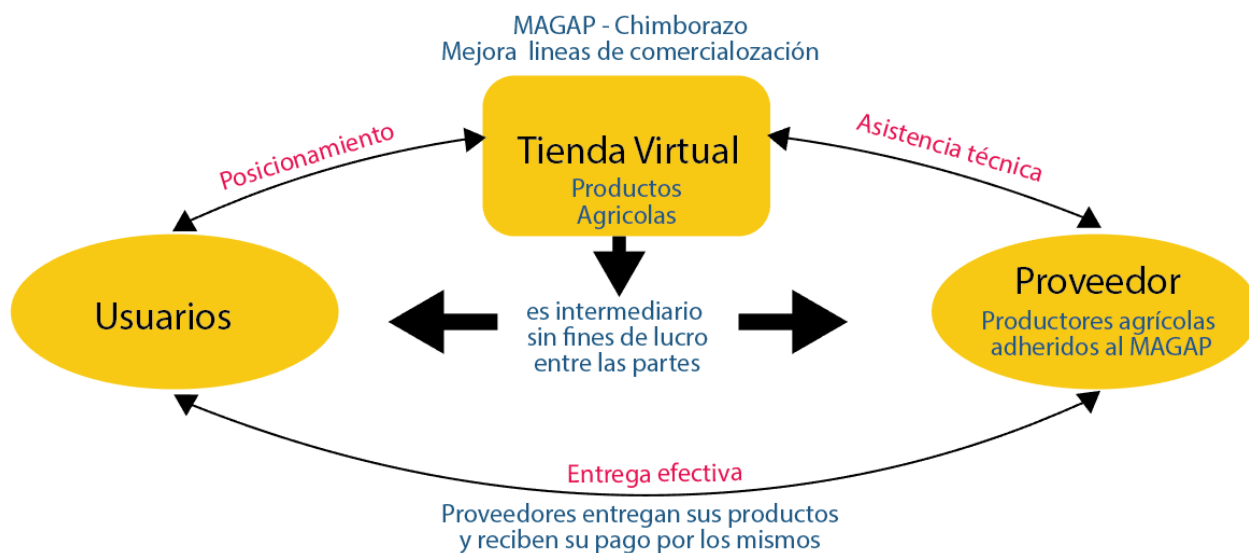 MAGAP - Chimborazo
Mejora lineas de comercialozación
Posicionamiento
Asistencia técnica
Tienda Virtual
Productos
Agricolas
Usuarios
es intermediario
sin fines de lucro
entre las partes
Proveedor
Productores agrícolas
adheridos al MAGAP
Entrega efectiva
Proveedores entregan sus productos
y reciben su pago por los mismos